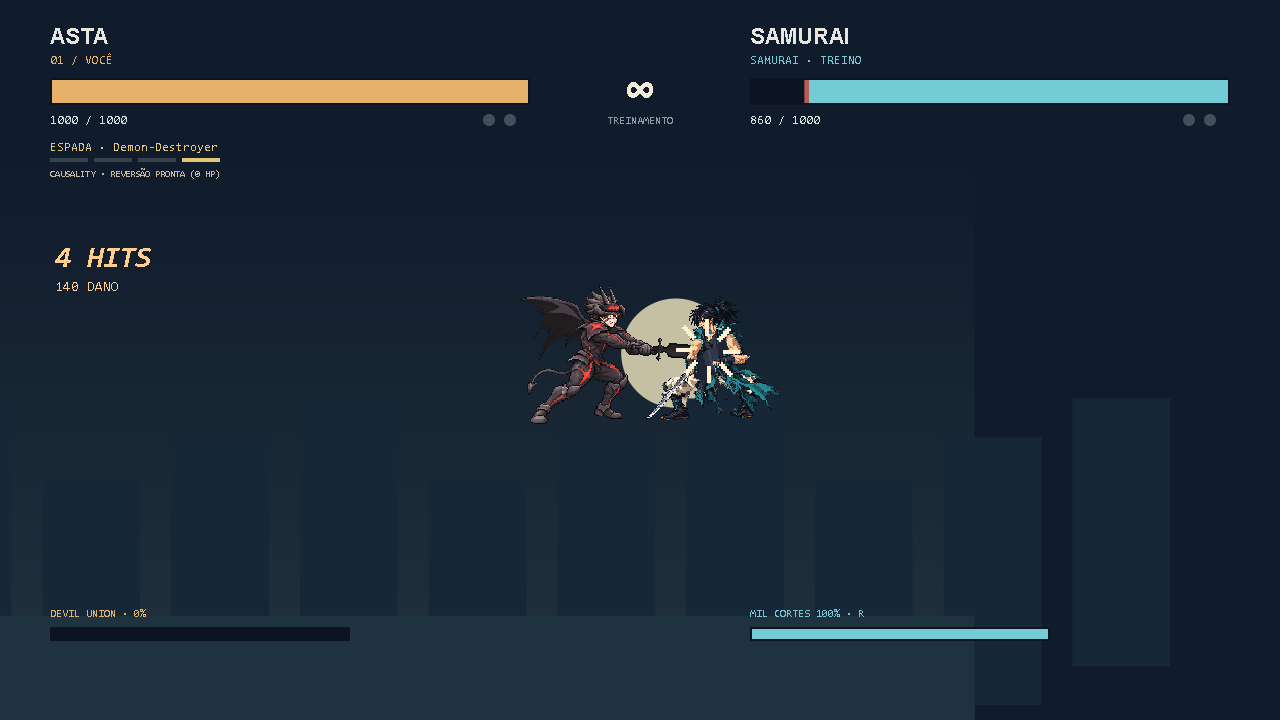 ASTA
01 / VOCÊ
1000 / 1000
ESPADA · Demon-Destroyer
CAUSALITY · REVERSÃO PRONTA (0 HP)
∞
TREINAMENTO
SAMURAI
SAMURAI · TREINO
860 / 1000
4 HITS
140 DANO
DEVIL UNION · 0%
MIL CORTES 100% · R